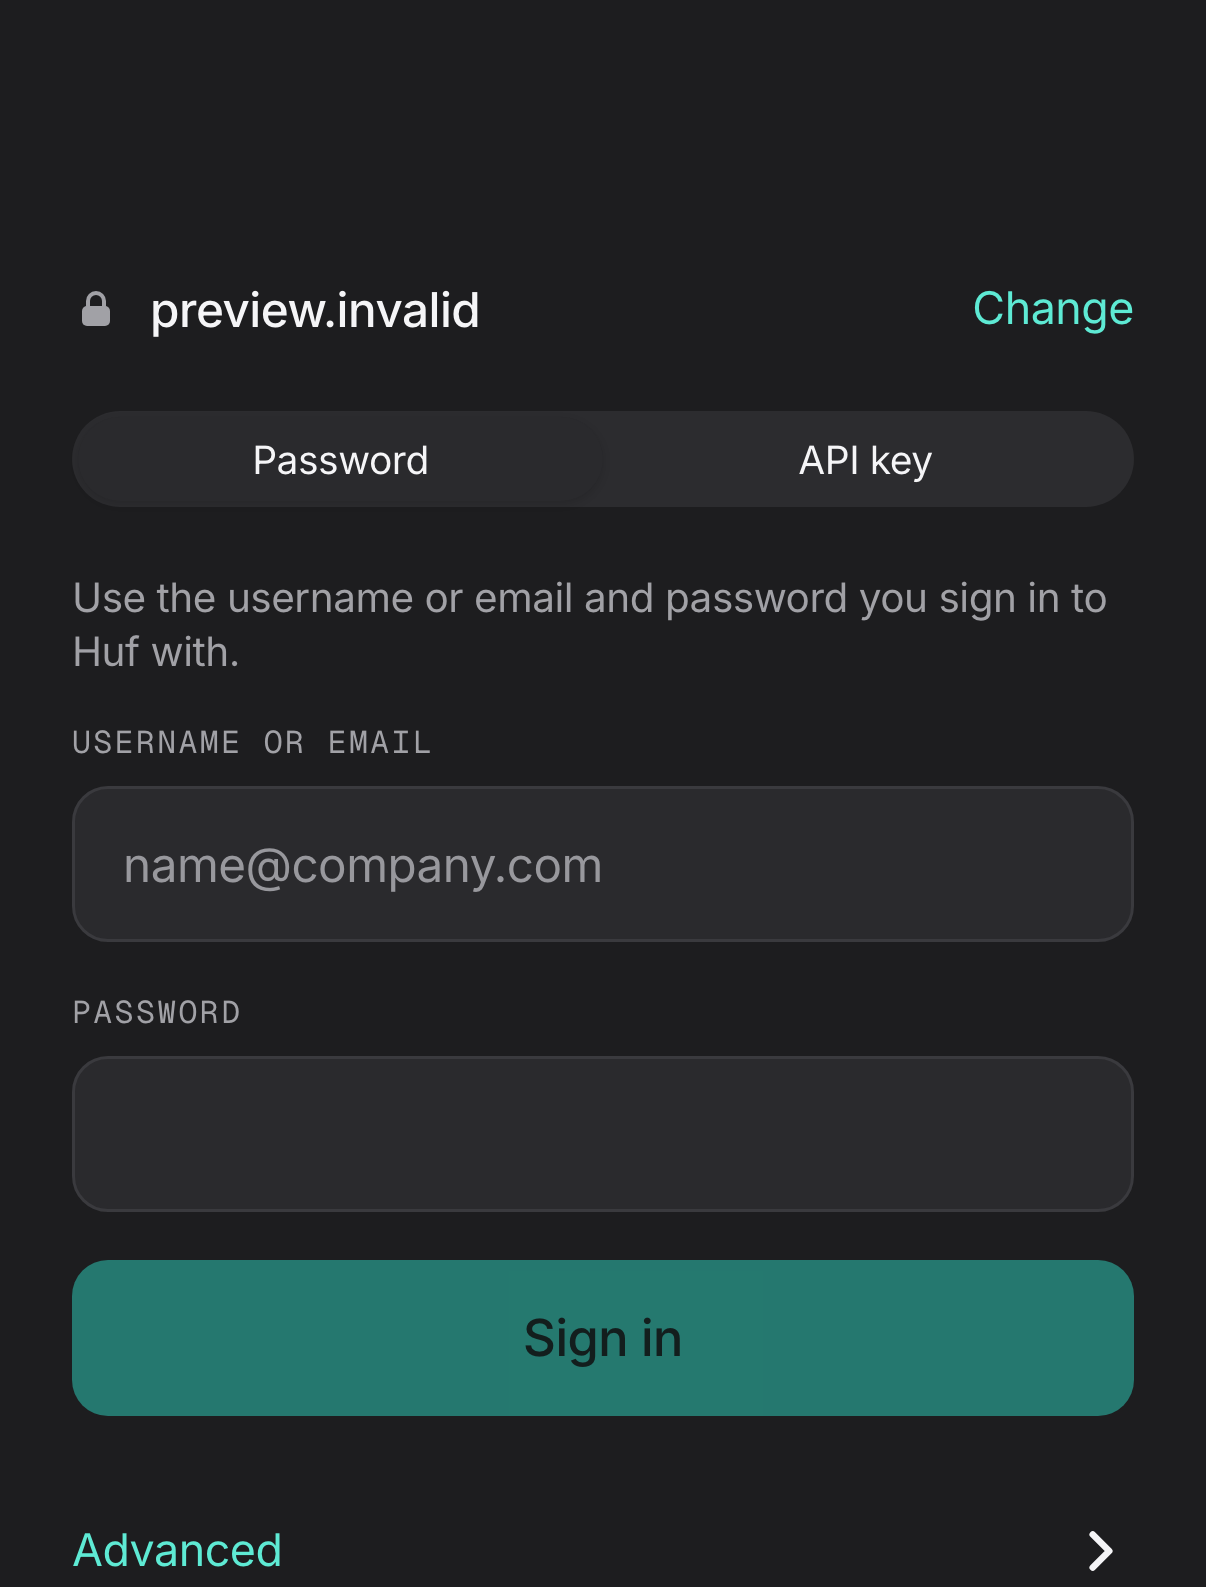 preview.invalid
Change
Password
API key
Use the username or email and password you sign in to
Huf with.
USERNAME OR EMAIL
name@company.com
PASSWORD
Sign in
Advanced